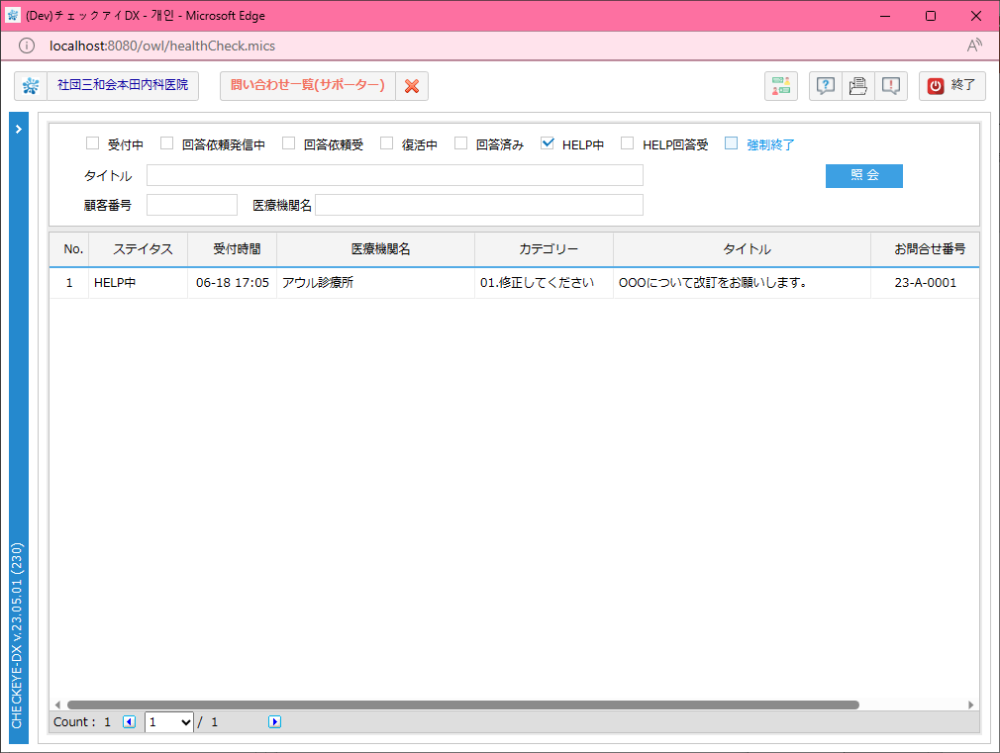 (Dev)チェックアイDX - 개인 - Microsoft Edge
localhost:8080/owl/healthCheck.mics
社団三和会本田内科医院 問い合わせ一覧(サポーター) 終了
受付中 回答依頼発信中 回答依頼受 復活中 回答済み HELP中 HELP回答受 強制終了
タイトル 照 会
顧客番号 医療機関名
No. ステイタス 受付時間 医療機関名 カテゴリー タイトル お問合せ番号
1 HELP中 06-18 17:05 アウル診療所 01.修正してください OOOについて改訂をお願いします。 23-A-0001
CHECKEYE-DX v.23.05.01 (230)
Count : 1 1 / 1